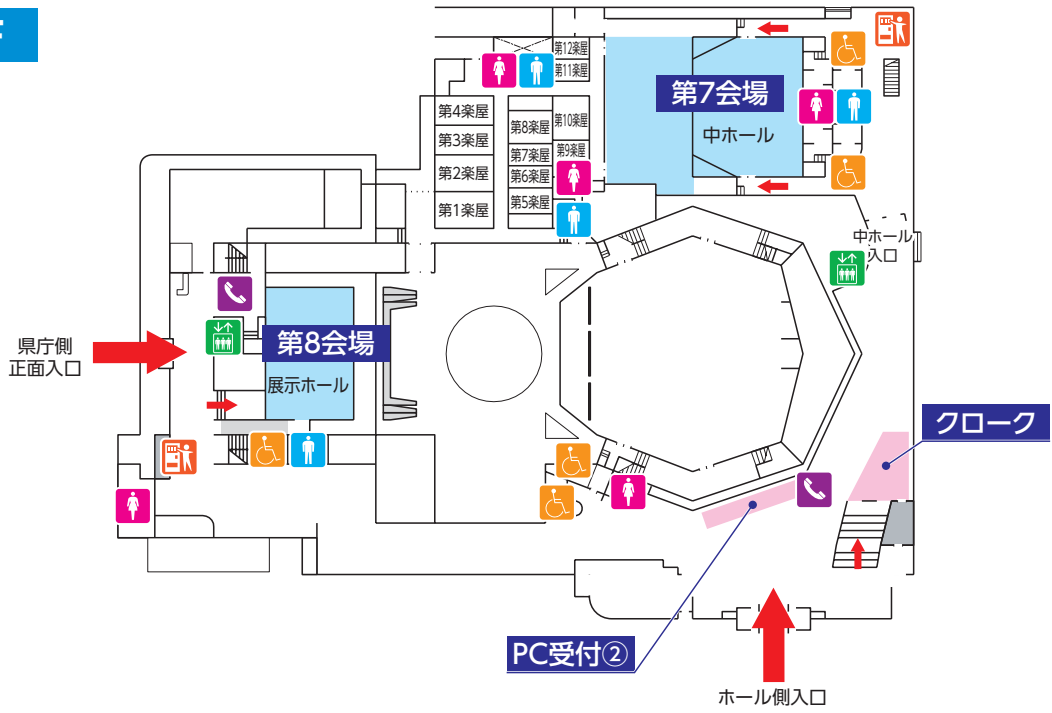 第12楽屋
第11楽屋
第7会場
中ホール
第4楽屋
第3楽屋
第2楽屋
第1楽屋
第8楽屋
第7楽屋
第6楽屋
第5楽屋
第10楽屋
第9楽屋
中ホール
入口
県庁側
正面入口
第8会場
展示ホール
クローク
PC受付②
ホール側入口